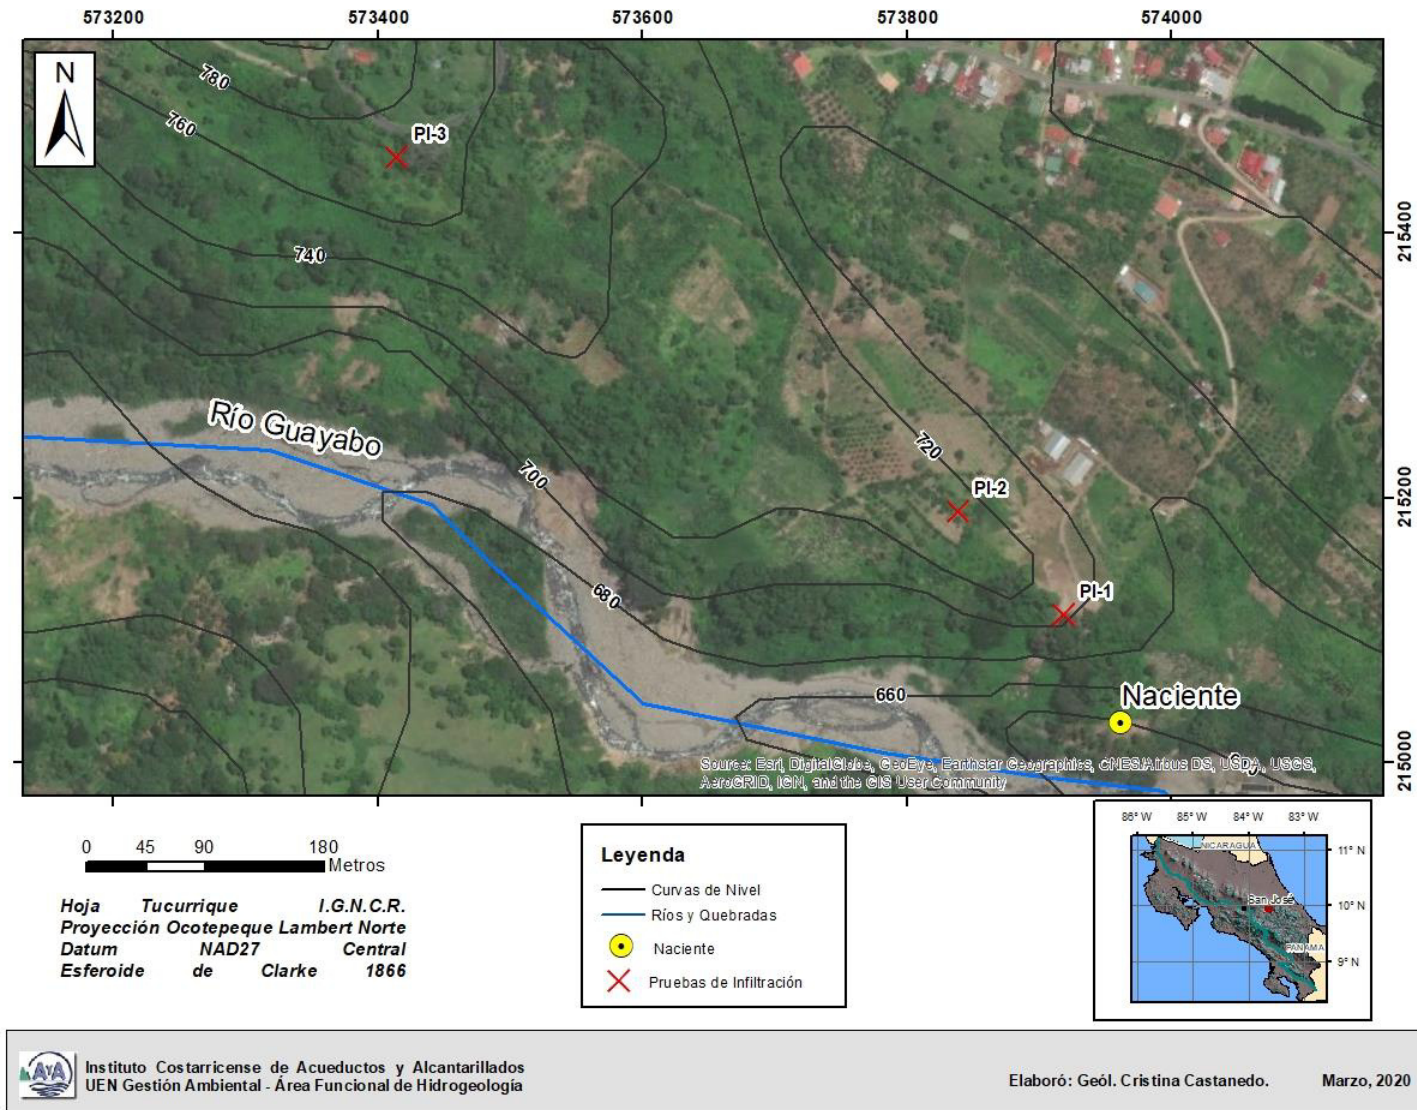 573200 573400 573600 573800 574000
N
780
760
PI-3
215400
740
Río Guayabo
720
700
PI-2
215200
680
PI-1
660
Naciente
640
215000
Source: Esri, DigitalGlobe, GeoEye, Earthstar Geographics, CNES/Airbus DS, USDA, USGS,
AeroGRID, IGN, and the GIS User Community
0 45 90 180
Metros
Hoja Tucurrique I.G.N.C.R.
Proyección Ocotepeque Lambert Norte
Datum NAD27 Central
Esferoide de Clarke 1866
Leyenda
Curvas de Nivel
Ríos y Quebradas
Naciente
Pruebas de Infiltración
86° W 85° W 84° W 83° W
NICARAGUA
11° N
San José
10° N
PANAMA
9° N
AyA
Instituto Costarricense de Acueductos y Alcantarillados
UEN Gestión Ambiental - Área Funcional de Hidrogeología
Elaboró: Geól. Cristina Castanedo. Marzo, 2020